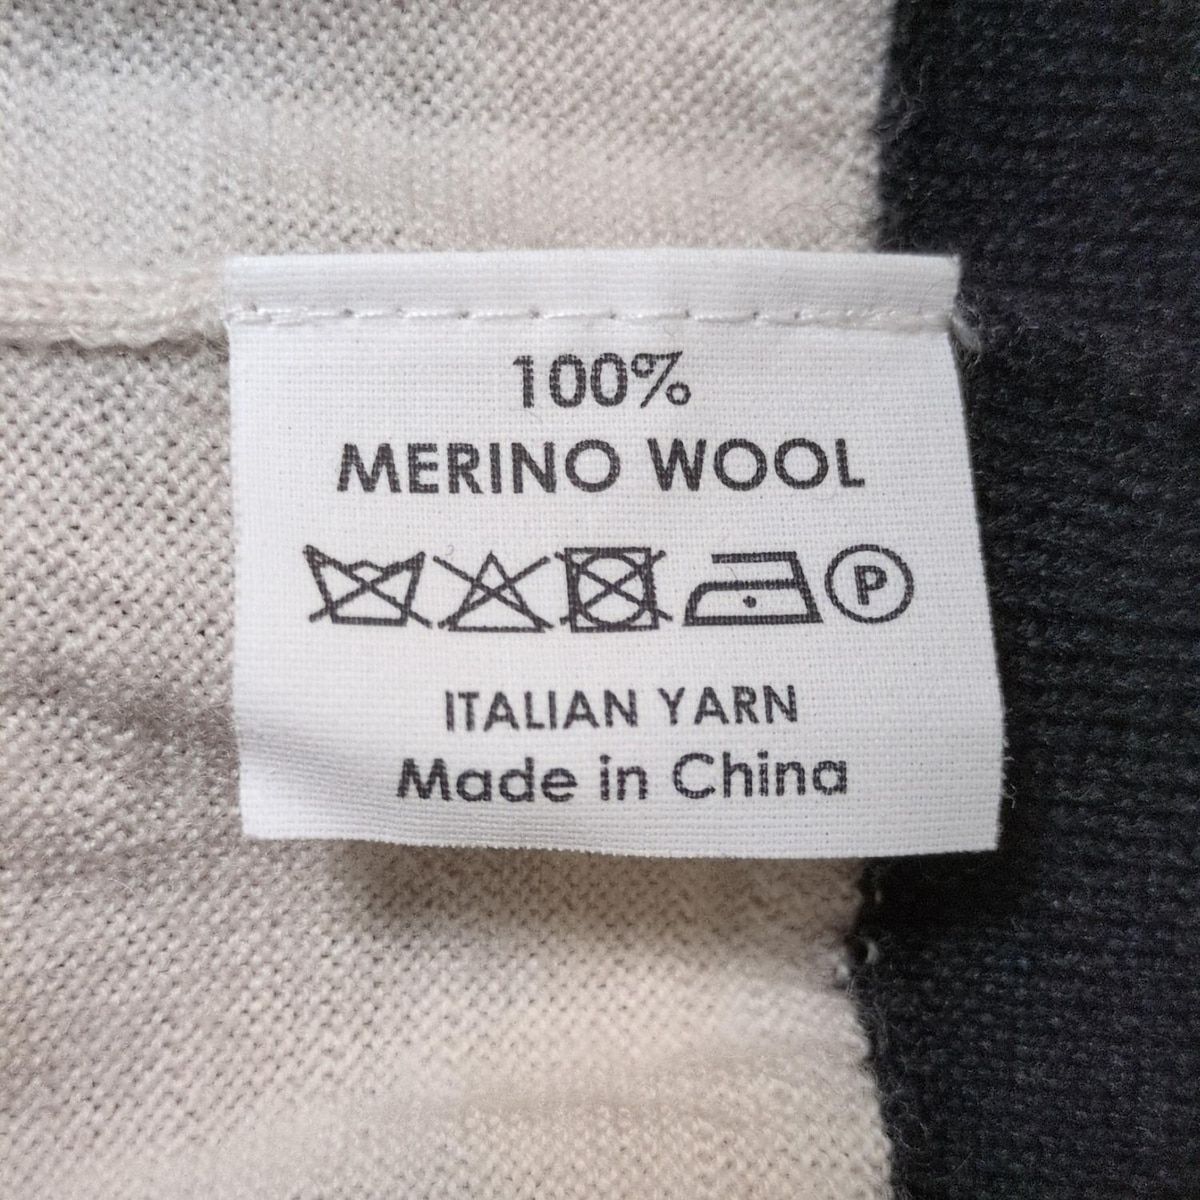 100%
MERINO WOOL
P
ITALIAN YARN
Made in China